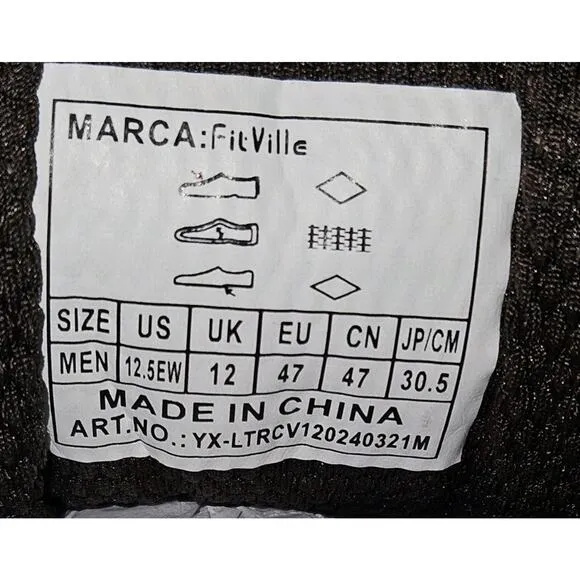 MARCA:FitVille
SIZE US UK EU CN JP/CM
MEN 12.5EW 12 47 47 30.5
MADE IN CHINA
ART.NO.: YX-LTRCV120240321M